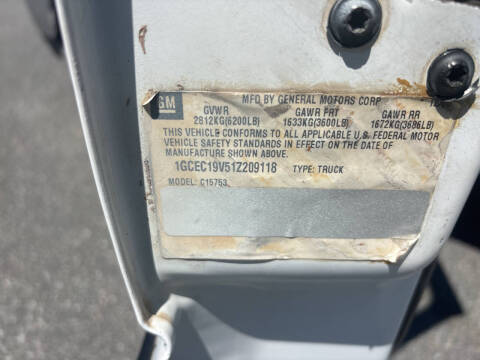 GM
MFD BY GENERAL MOTORS CORP
GVWR GAWR FRT GAWR RR
2812KG(6200LB) 1633KG(3600LB) 1672KG(3686LB)
THIS VEHICLE CONFORMS TO ALL APPLICABLE U.S. FEDERAL MOTOR
VEHICLE SAFETY STANDARDS IN EFFECT ON THE DATE OF
MANUFACTURE SHOWN ABOVE.
1GCEC19V51Z209118 TYPE: TRUCK
MODEL: C15753